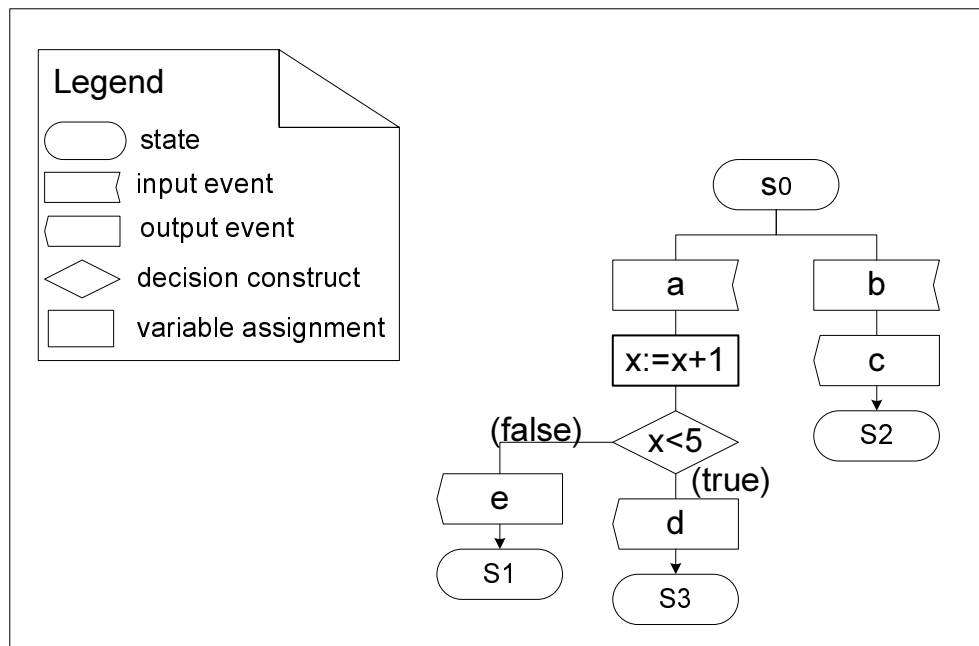 Legend
state
input event
output event
decision construct
variable assignment
s0
a
b
x:=x+1
c
(false)
x<5
S2
(true)
e
d
S1
S3